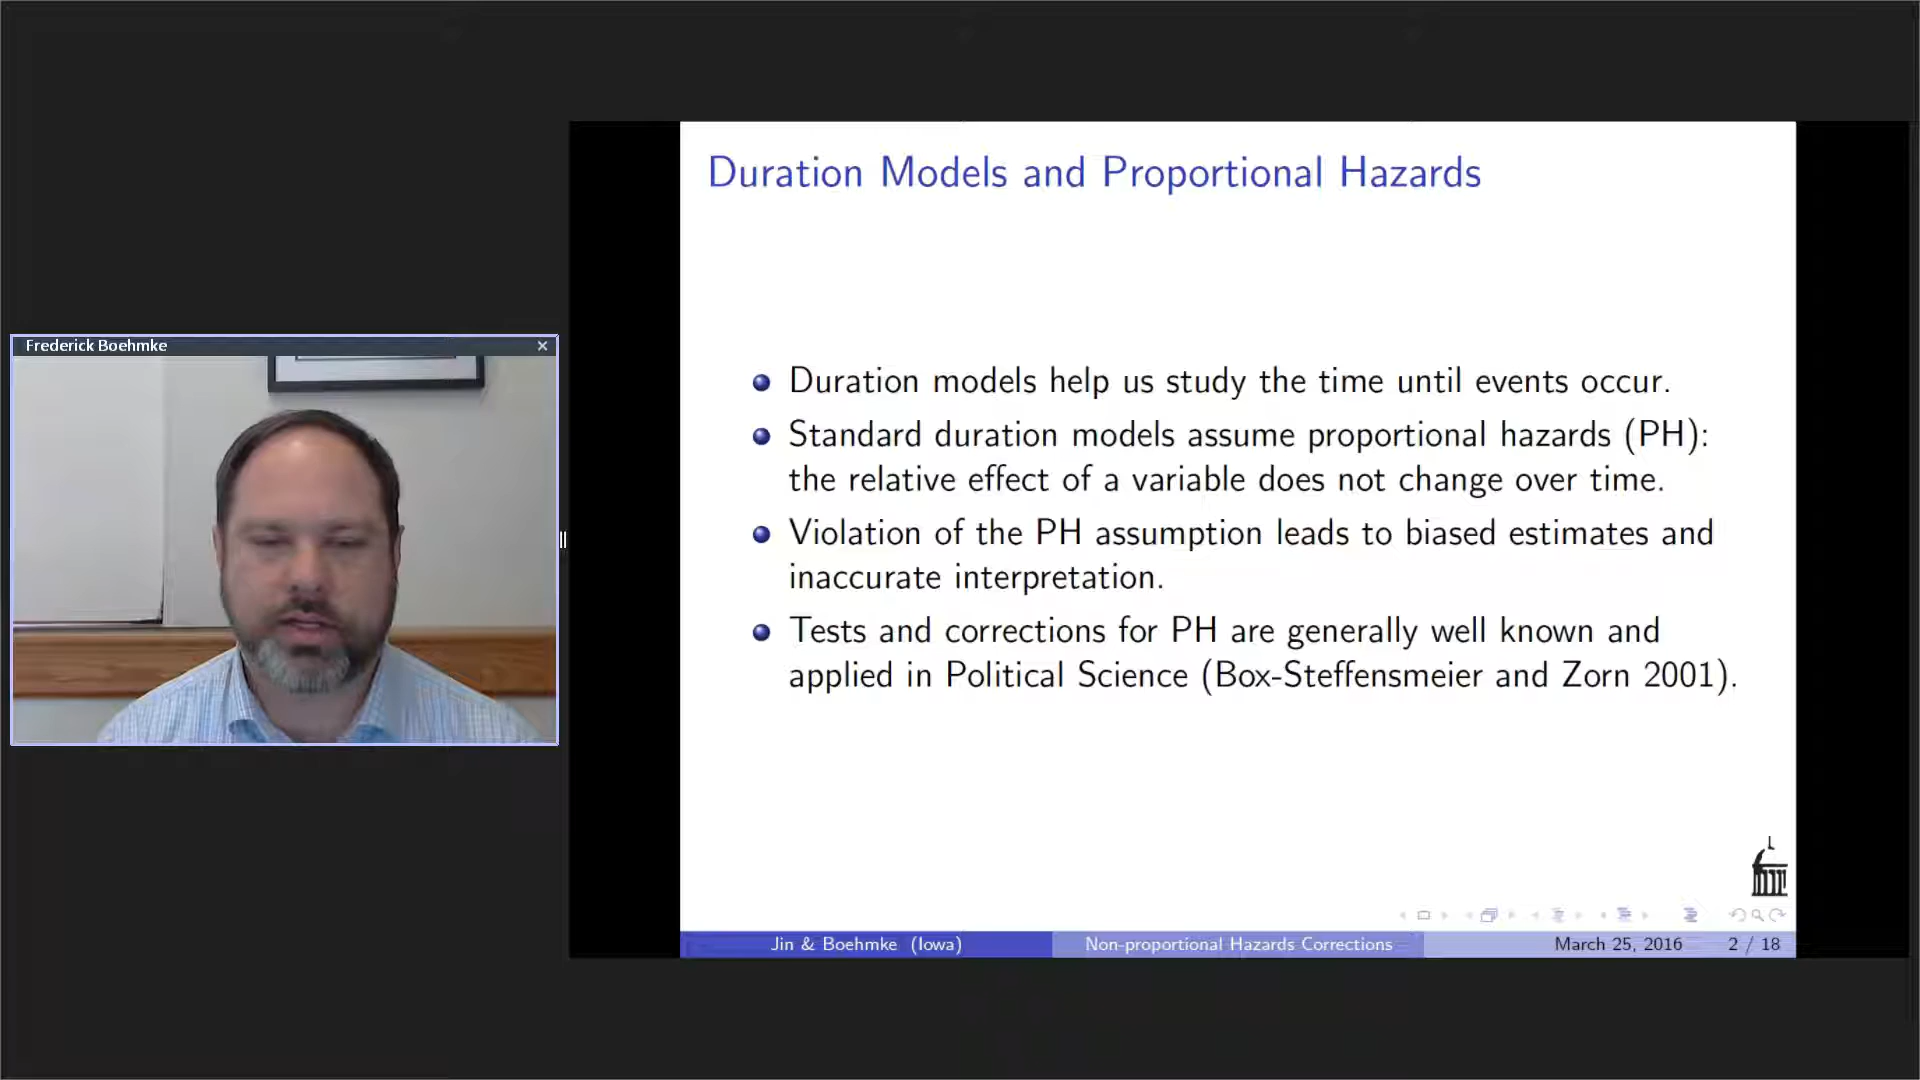 Frederick Boehmke
Duration Models and Proportional Hazards
Duration models help us study the time until events occur.
Standard duration models assume proportional hazards (PH):
the relative effect of a variable does not change over time.
Violation of the PH assumption leads to biased estimates and
inaccurate interpretation.
Tests and corrections for PH are generally well known and
applied in Political Science (Box-Steffensmeier and Zorn 2001).
Jin & Boehmke (Iowa) Non-proportional Hazards Corrections March 25, 2016 2 / 18